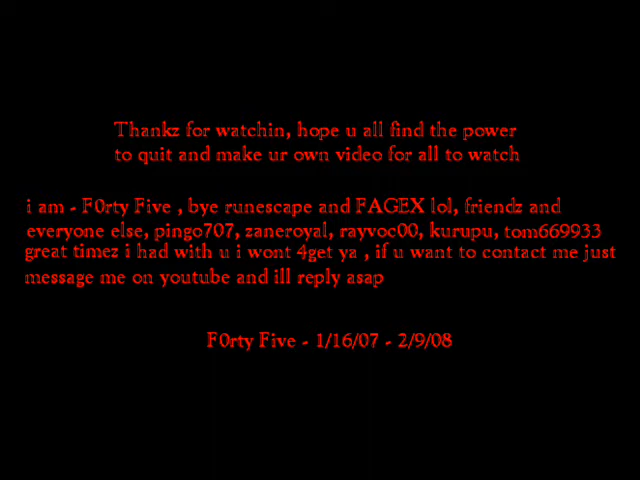 Thankz for watchin, hope u all find the power
to quit and make ur own video for all to watch
i am - F0rty Five , bye runescape and FAGEX lol, friendz and
everyone else, pingo707, zaneroyal, rayvoc00, kurupu, tom669933
great timez i had with u i wont 4get ya , if u want to contact me just
message me on youtube and ill reply asap
F0rty Five - 1/16/07 - 2/9/08